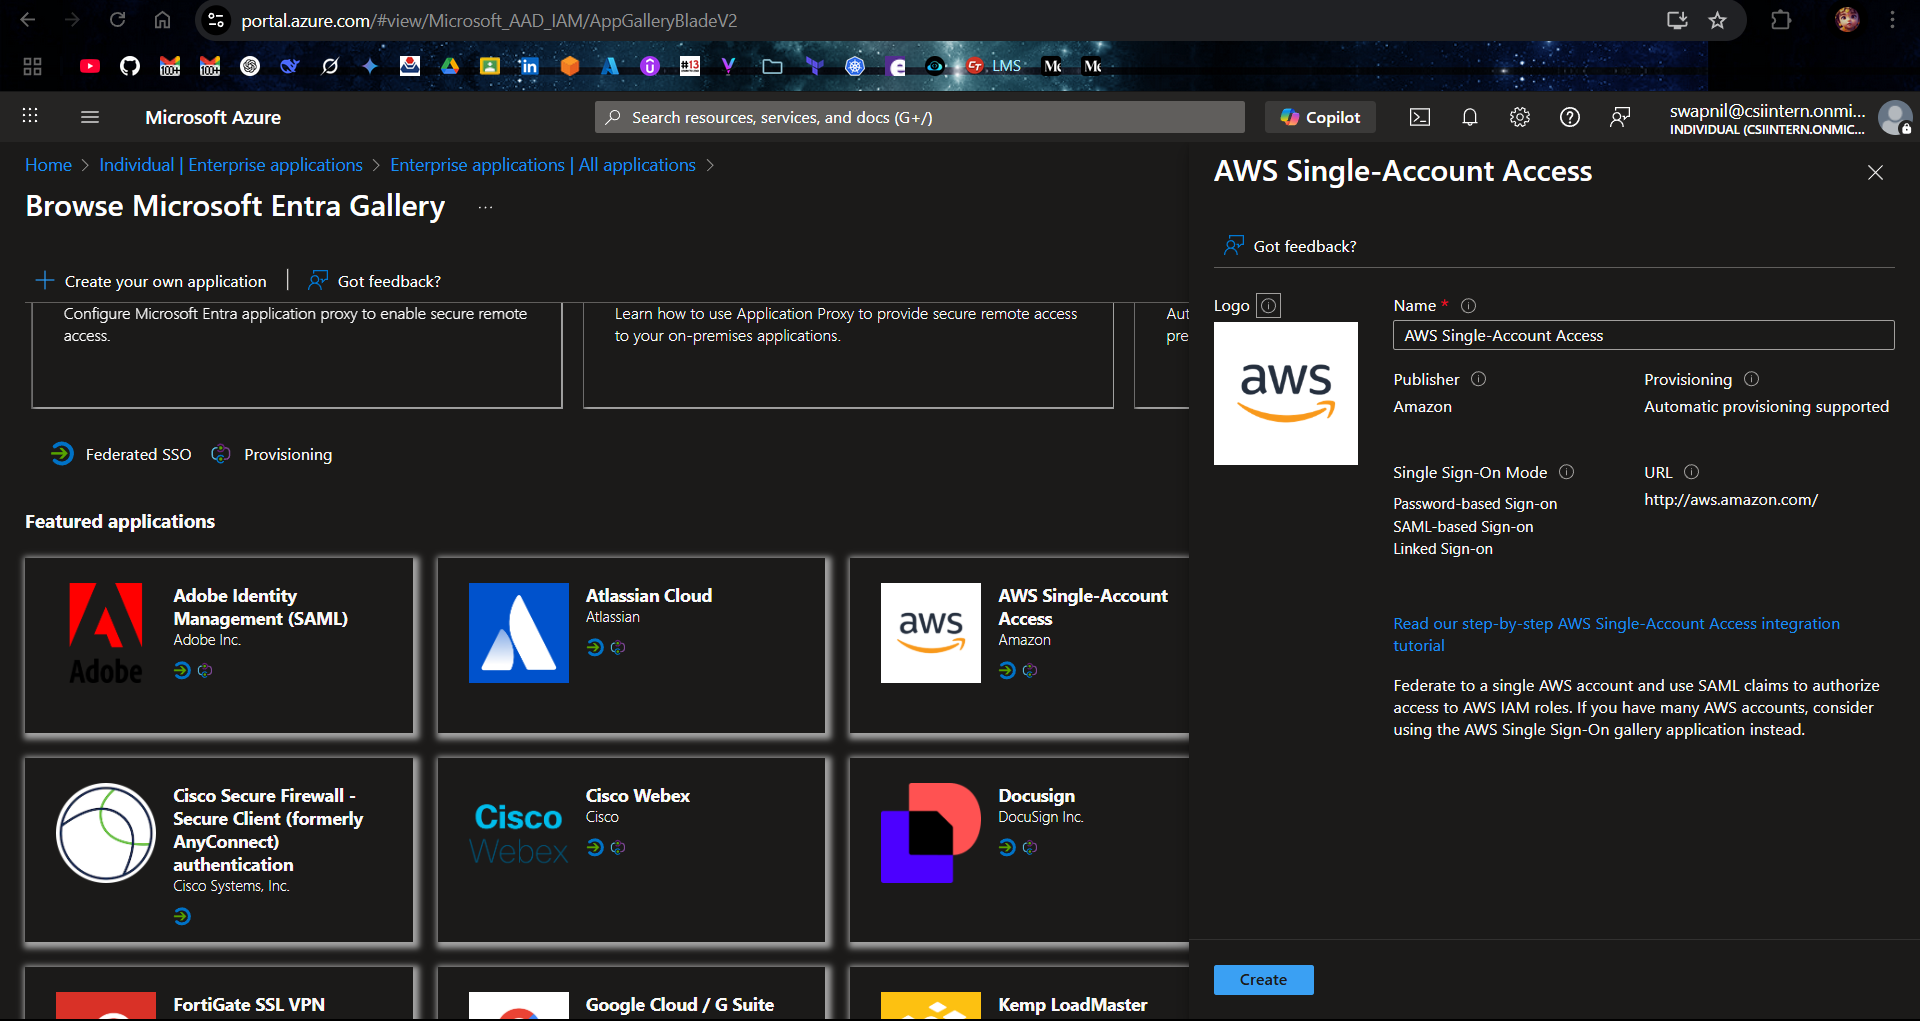 portal.azure.com/#view/Microsoft_AAD_IAM/AppGalleryBladeV2
100+
100+
#13
LMS
Microsoft Azure
Search resources, services, and docs (G+/)
Copilot
swapnil@csiintern.onmi...
INDIVIDUAL (CSIINTERN.ONMIC...
Home > Individual | Enterprise applications > Enterprise applications | All applications >
Browse Microsoft Entra Gallery ...
Create your own application
Got feedback?
Configure Microsoft Entra application proxy to enable secure remote
access.
Learn how to use Application Proxy to provide secure remote access
to your on-premises applications.
Aut
pre
Federated SSO
Provisioning
Featured applications
Adobe
Adobe Identity
Management (SAML)
Adobe Inc.
Atlassian Cloud
Atlassian
aws
AWS Single-Account
Access
Amazon
Cisco Secure Firewall -
Secure Client (formerly
AnyConnect)
authentication
Cisco Systems, Inc.
Cisco
Webex
Cisco Webex
Cisco
Docusign
DocuSign Inc.
FortiGate SSL VPN
Google Cloud / G Suite
Kemp LoadMaster
AWS Single-Account Access
Got feedback?
Logo
aws
Name *
AWS Single-Account Access
Publisher
Amazon
Provisioning
Automatic provisioning supported
Single Sign-On Mode
Password-based Sign-on
SAML-based Sign-on
Linked Sign-on
URL
http://aws.amazon.com/
Read our step-by-step AWS Single-Account Access integration
tutorial
Federate to a single AWS account and use SAML claims to authorize
access to AWS IAM roles. If you have many AWS accounts, consider
using the AWS Single Sign-On gallery application instead.
Create